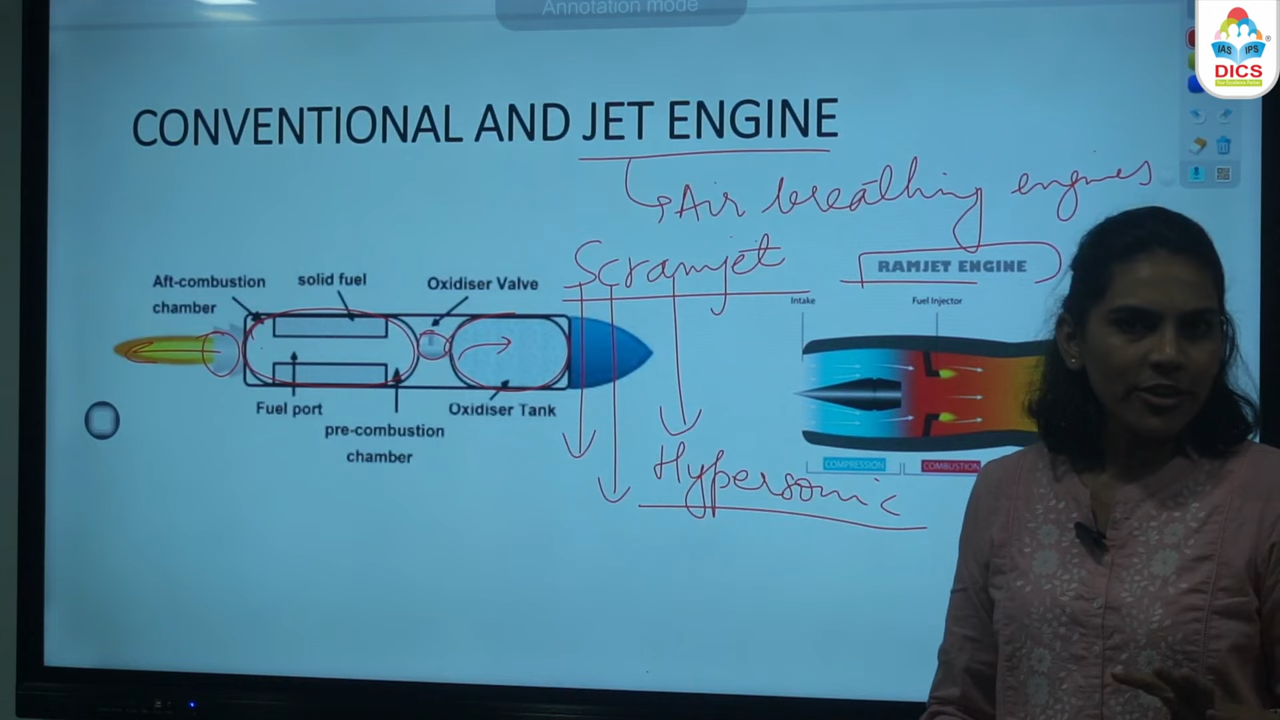 Annotation mode
IAS IPS
DICS
CONVENTIONAL AND JET ENGINE
Air breathing engines
Scramjet
RAMJET ENGINE
Aft-combustion
chamber
solid fuel
Oxidiser Valve
Intake
Fuel Injector
Fuel port
Oxidiser Tank
pre-combustion
chamber
Hypersonic
COMPRESSION
COMBUSTION